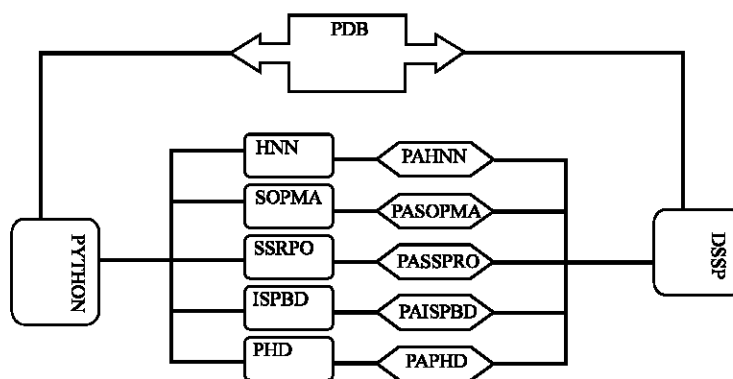 PDB
HNN
PAHNN
SOPMA
PASOPMA
PYTHON
SSRPO
PASSPRO
DSSP
ISPBD
PAISPBD
PHD
PAPHD